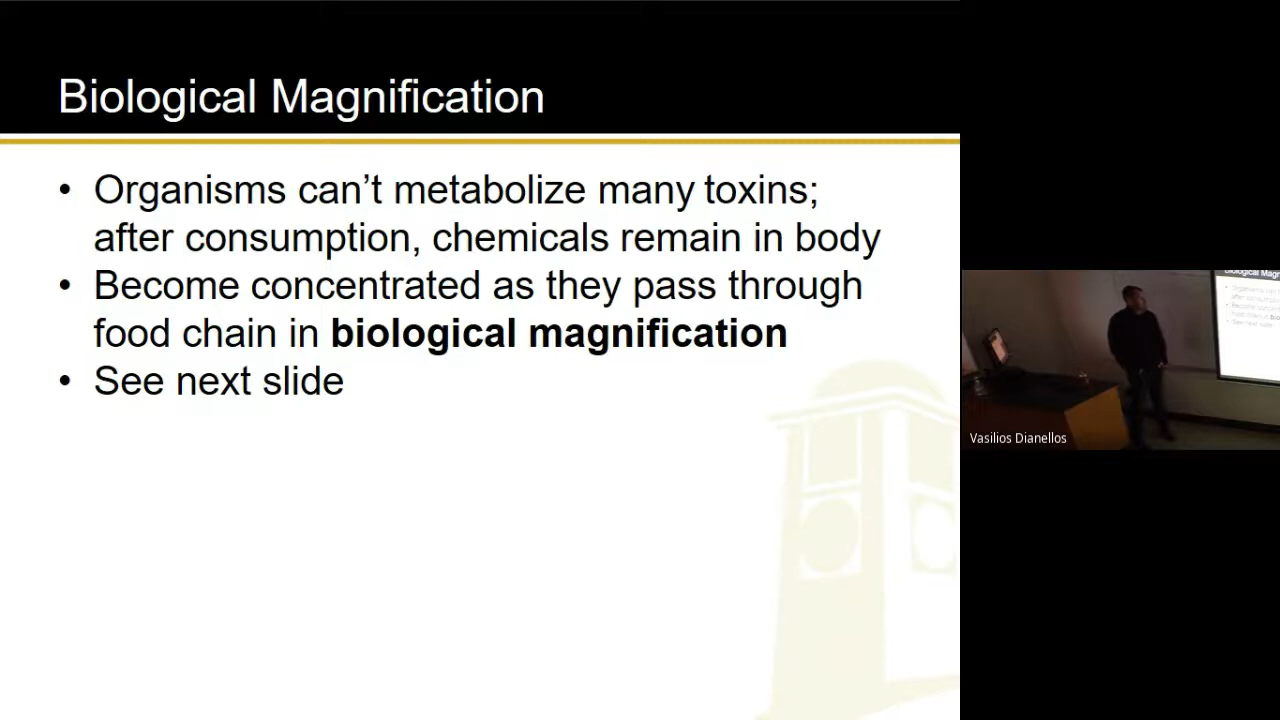 Biological Magnification
• Organisms can’t metabolize many toxins;
after consumption, chemicals remain in body
• Become concentrated as they pass through
food chain in biological magnification
• See next slide
Vasilios Dianellos